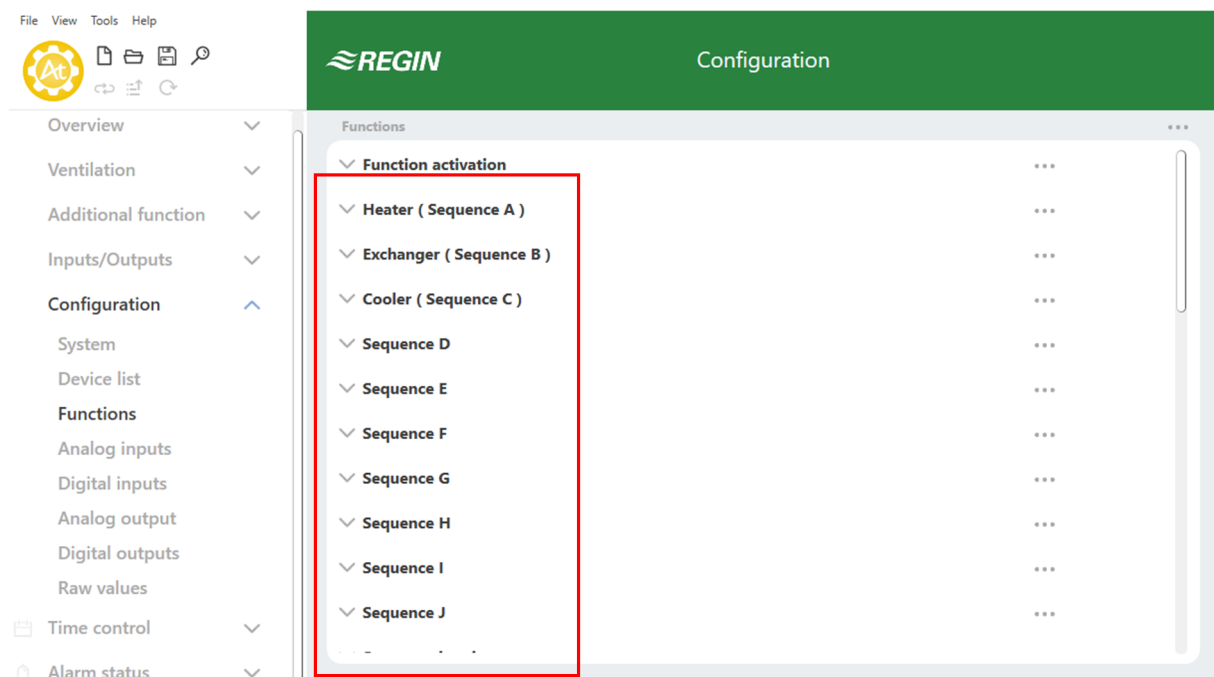 File View Tools Help
At
REGIN
Configuration
Overview
Ventilation
Additional function
Inputs/Outputs
Configuration
System
Device list
Functions
Analog inputs
Digital inputs
Analog output
Digital outputs
Raw values
Time control
Alarm status
Functions
Function activation
Heater ( Sequence A )
Exchanger ( Sequence B )
Cooler ( Sequence C )
Sequence D
Sequence E
Sequence F
Sequence G
Sequence H
Sequence I
Sequence J